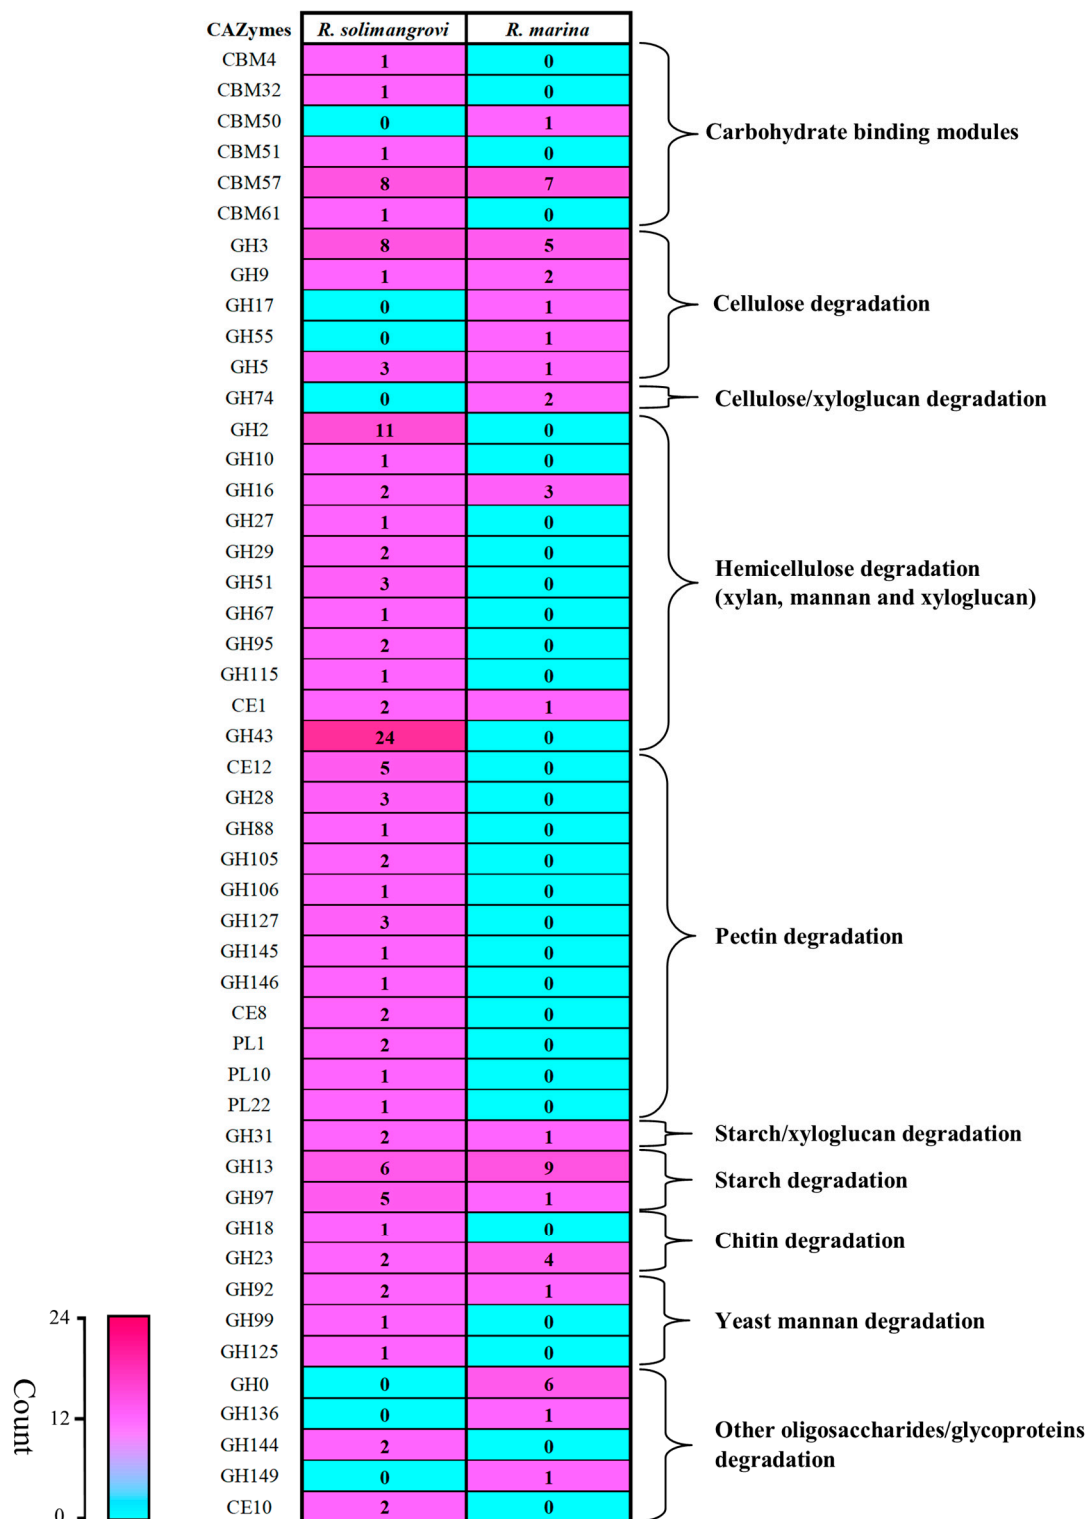 CAZymes R. solimangrovi R. marina
CBM4 1 0
CBM32 1 0
CBM50 0 1
CBM51 1 0
CBM57 8 7
CBM61 1 0
Carbohydrate binding modules
GH3 8 5
GH9 1 2
GH17 0 1
GH55 0 1
GH5 3 1
Cellulose degradation
GH74 0 2
Cellulose/xyloglucan degradation
GH2 11 0
GH10 1 0
GH16 2 3
GH27 1 0
GH29 2 0
GH51 3 0
GH67 1 0
GH95 2 0
GH115 1 0
CE1 2 1
GH43 24 0
Hemicellulose degradation
(xylan, mannan and xyloglucan)
CE12 5 0
GH28 3 0
GH88 1 0
GH105 2 0
GH106 1 0
GH127 3 0
GH145 1 0
GH146 1 0
CE8 2 0
PL1 2 0
PL10 1 0
PL22 1 0
Pectin degradation
GH31 2 1
Starch/xyloglucan degradation
GH13 6 9
GH97 5 1
Starch degradation
GH18 1 0
GH23 2 4
Chitin degradation
GH92 2 1
GH99 1 0
GH125 1 0
Yeast mannan degradation
GH0 0 6
GH136 0 1
GH144 2 0
GH149 0 1
CE10 2 0
Other oligosaccharides/glycoproteins
degradation
24
12
0
Count